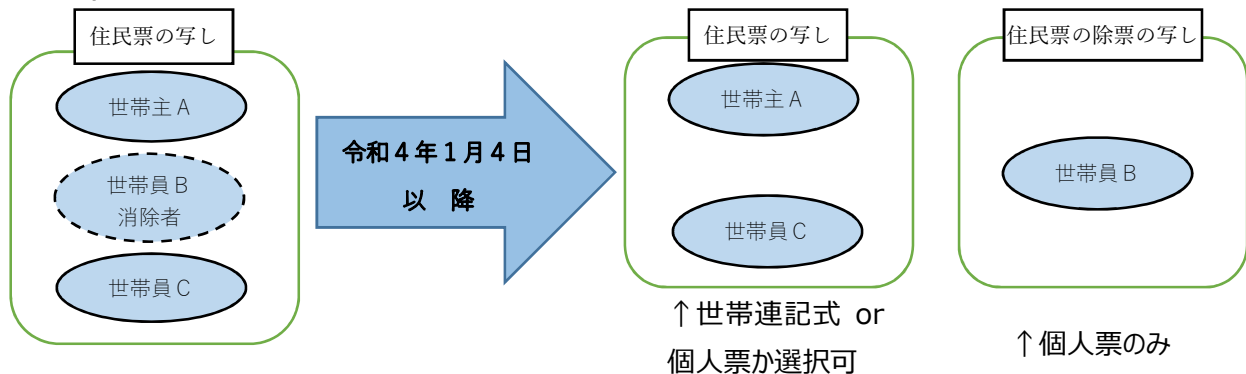 住民票の写し
世帯主A
世帯員B
消除者
世帯員C
令和4年1月4日
以 降
住民票の写し
世帯主A
世帯員C
↑世帯連記式 or
個人票か選択可
住民票の除票の写し
世帯員B
↑個人票のみ